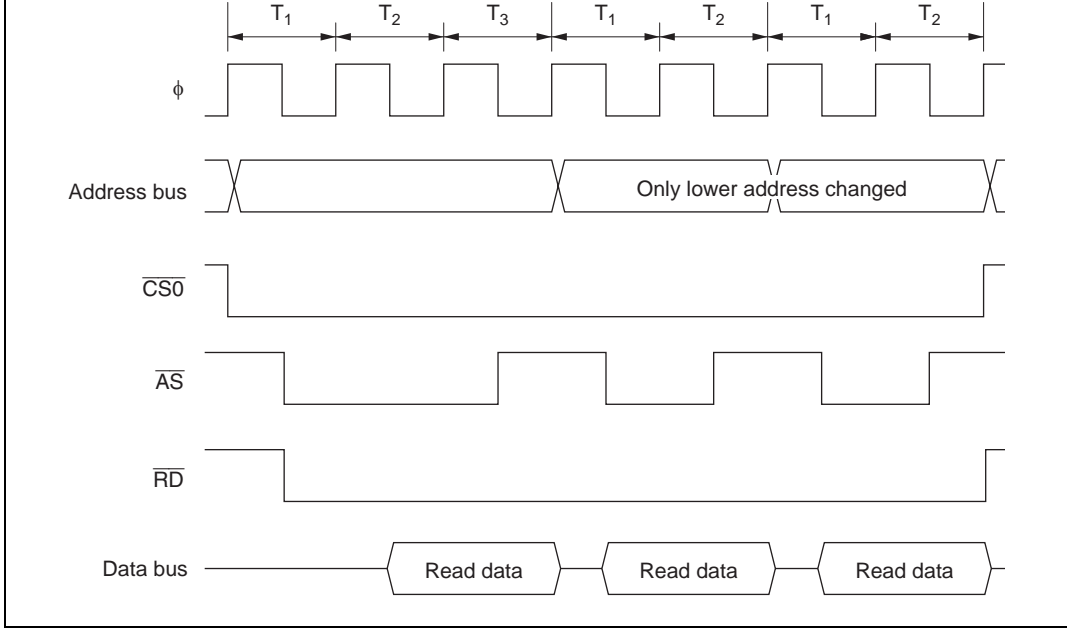 T1 T2 T3 T1 T2 T1 T2
ϕ
Address bus
Only lower address changed
CS0
AS
RD
Data bus
Read data Read data Read data